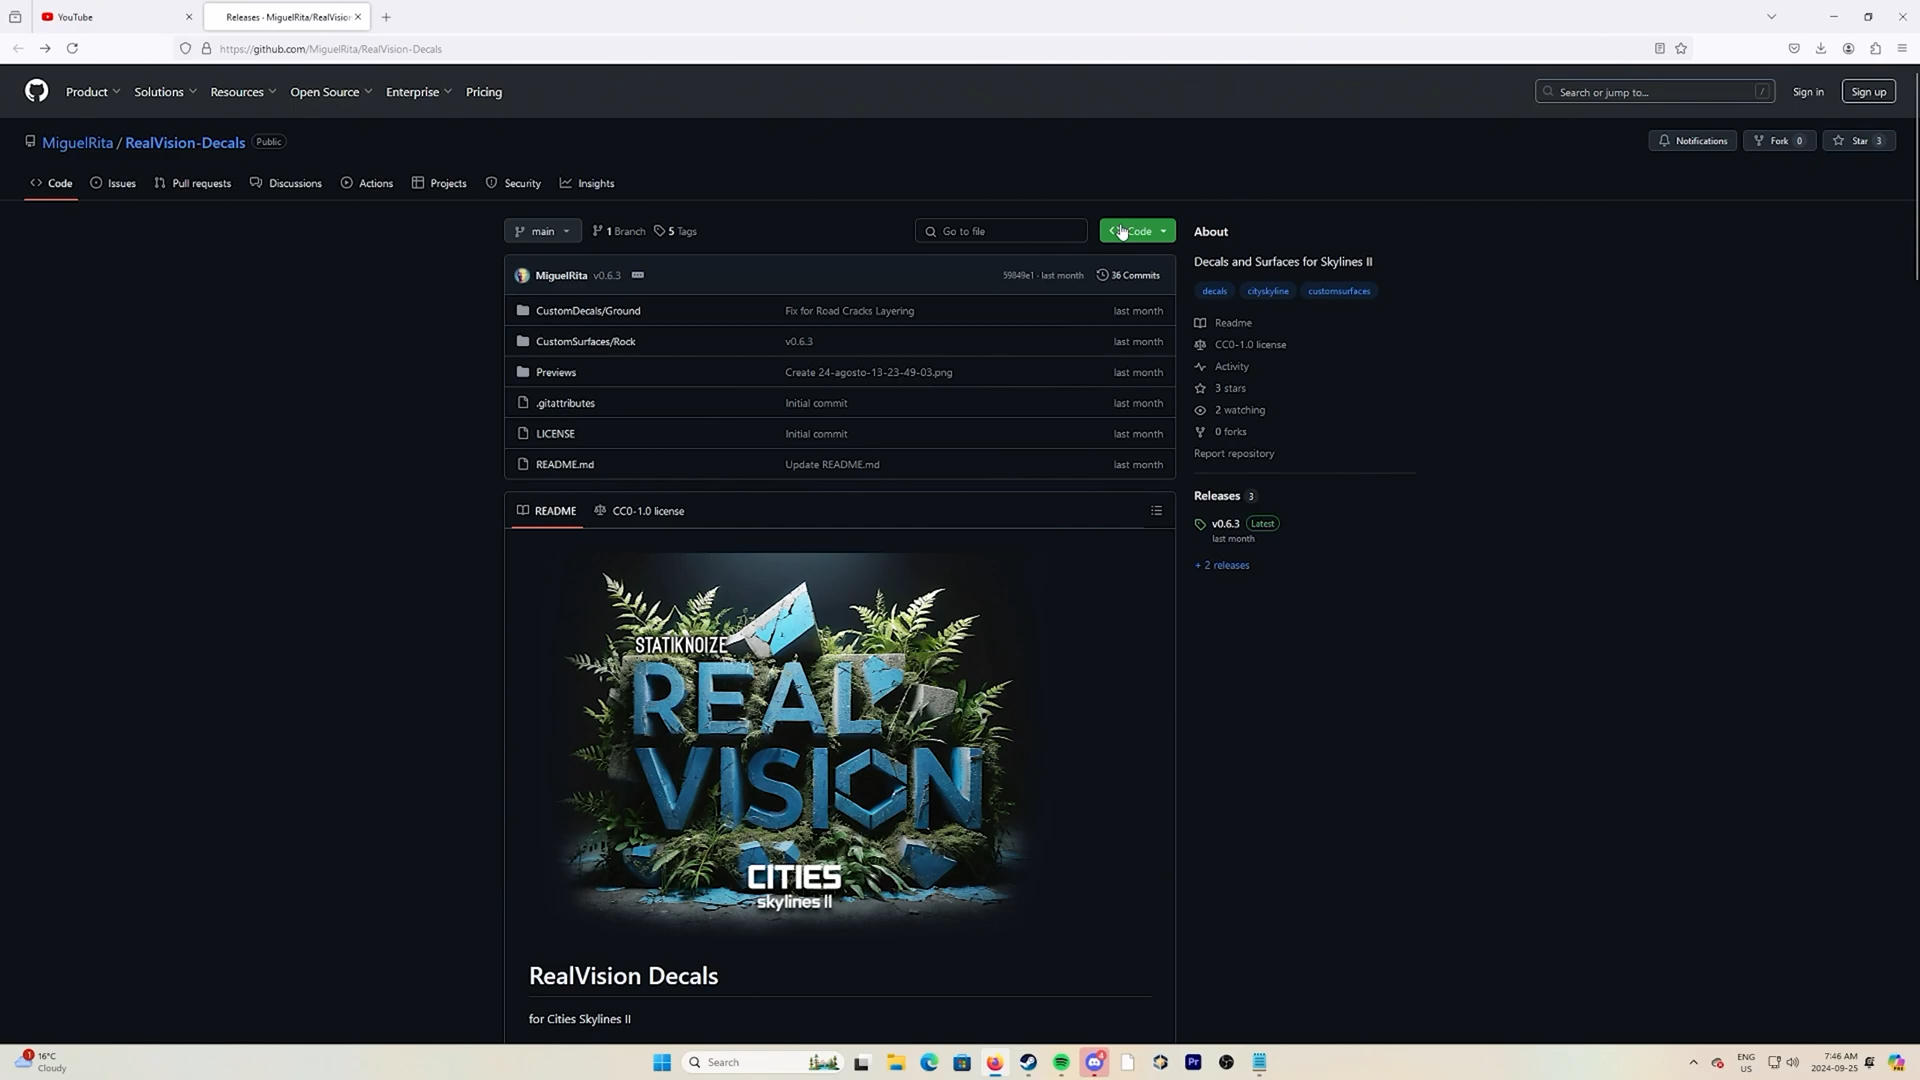 YouTube
Releases · MiguelRita/RealVision
https://github.com/MiguelRita/RealVision-Decals
Product
Solutions
Resources
Open Source
Enterprise
Pricing
Search or jump to...
/
Sign in
Sign up
MiguelRita / RealVision-Decals
Public
Notifications
Fork 0
Star 3
Code
Issues
Pull requests
Discussions
Actions
Projects
Security
Insights
main
1 Branch
5 Tags
Go to file
Code
About
Decals and Surfaces for Skylines II
decals
cityskyline
customsurfaces
MiguelRita v0.6.3
59849e1 · last month
36 Commits
CustomDecals/Ground Fix for Road Cracks Layering last month
CustomSurfaces/Rock v0.6.3 last month
Previews Create 24-agosto-13-23-49-03.png last month
.gitattributes Initial commit last month
LICENSE Initial commit last month
README.md Update README.md last month
Readme
CC0-1.0 license
Activity
3 stars
2 watching
0 forks
Report repository
Releases 3
v0.6.3 Latest
last month
+ 2 releases
README
CC0-1.0 license
STATIKNOIZE
REAL
VISION
CITIES
skylines II
RealVision Decals
for Cities Skylines II
1
16°C
Cloudy
Search
4
Pr
ENG
US
7:46 AM
2024-09-25